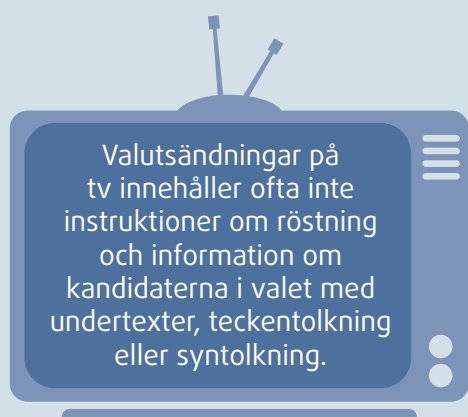 Valutsändningar på
tv innehåller ofta inte
instruktioner om röstning
och information om
kandidaterna i valet med
undertexter, teckentolkning
eller syntolkning.